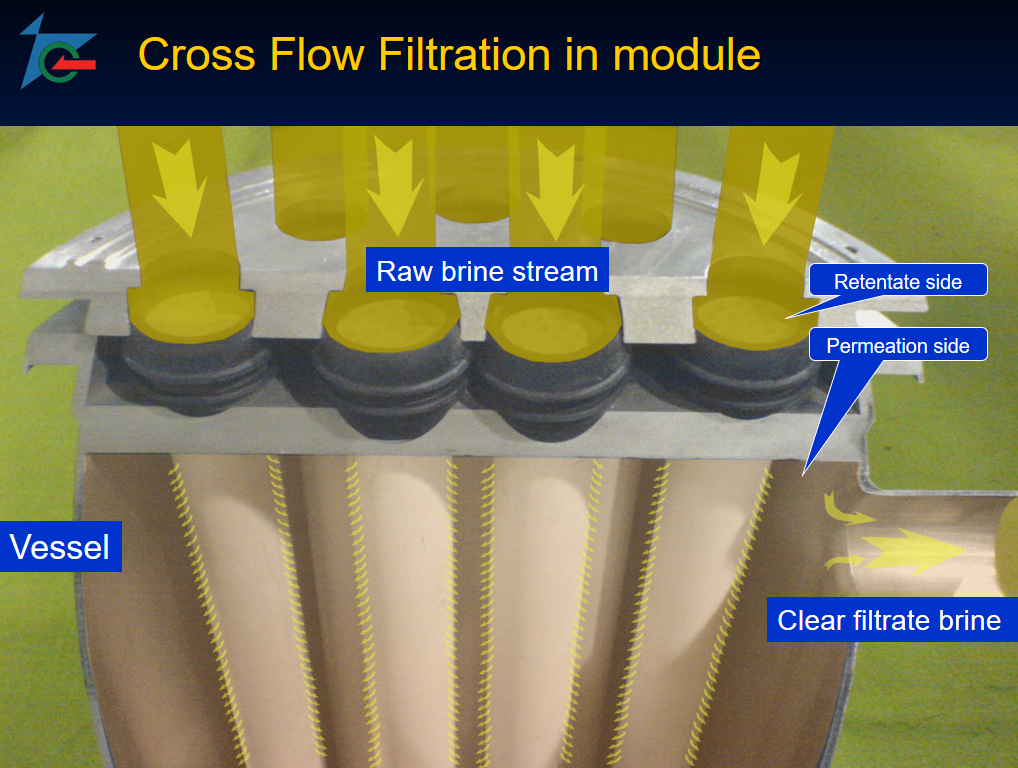 Cross Flow Filtration in module
Raw brine stream
Retentate side
Permeation side
Vessel
Clear filtrate brine